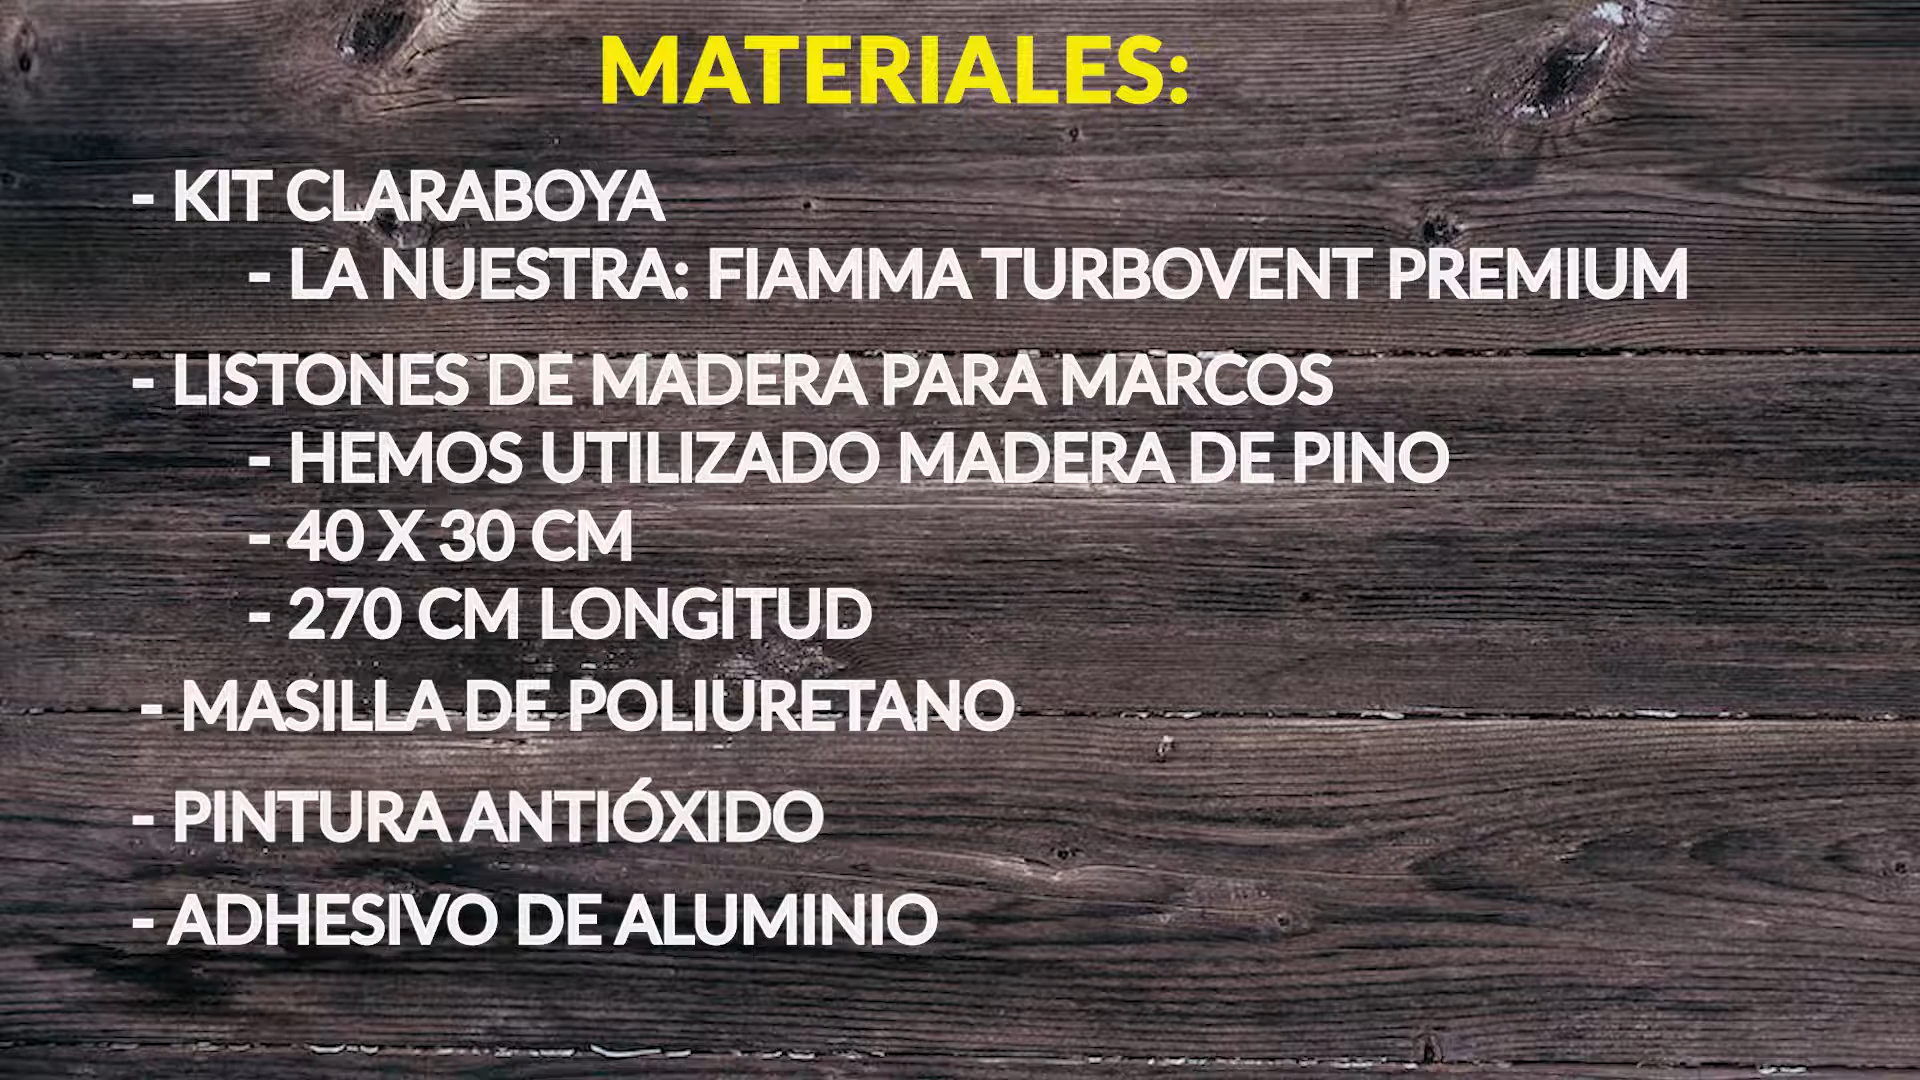 MATERIALES:
- KIT CLARABOYA
- LA NUESTRA: FIAMMA TURBOVENT PREMIUM
- LISTONES DE MADERA PARA MARCOS
- HEMOS UTILIZADO MADERA DE PINO
- 40 X 30 CM
- 270 CM LONGITUD
- MASILLA DE POLIURETANO
- PINTURA ANTIÓXIDO
- ADHESIVO DE ALUMINIO